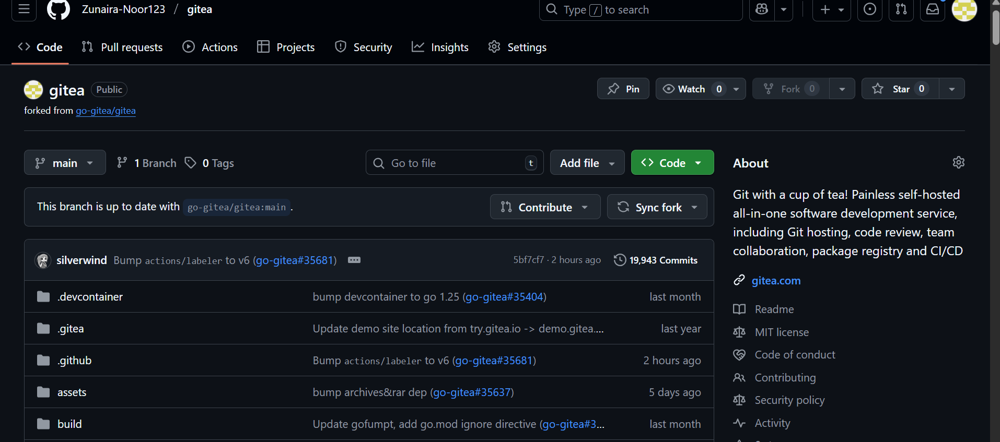 Zunaira-Noor123 / gitea
Type / to search
Code Pull requests Actions Projects Security Insights Settings
gitea Public
forked from go-gitea/gitea
Pin Watch 0 Fork 0 Star 0
main 1 Branch 0 Tags Go to file t Add file Code
This branch is up to date with go-gitea/gitea:main . Contribute Sync fork
silverwind Bump actions/labeler to v6 (go-gitea#35681) 5bf7cf7 · 2 hours ago 19,943 Commits
.devcontainer bump devcontainer to go 1.25 (go-gitea#35404) last month
.gitea Update demo site location from try.gitea.io -> demo.gitea.... last year
.github Bump actions/labeler to v6 (go-gitea#35681) 2 hours ago
assets bump archives&rar dep (go-gitea#35637) 5 days ago
build Update gofumpt, add go.mod ignore directive (go-gitea#3... last month
About
Git with a cup of tea! Painless self-hosted
all-in-one software development service,
including Git hosting, code review, team
collaboration, package registry and CI/CD
gitea.com
Readme
MIT license
Code of conduct
Contributing
Security policy
Activity